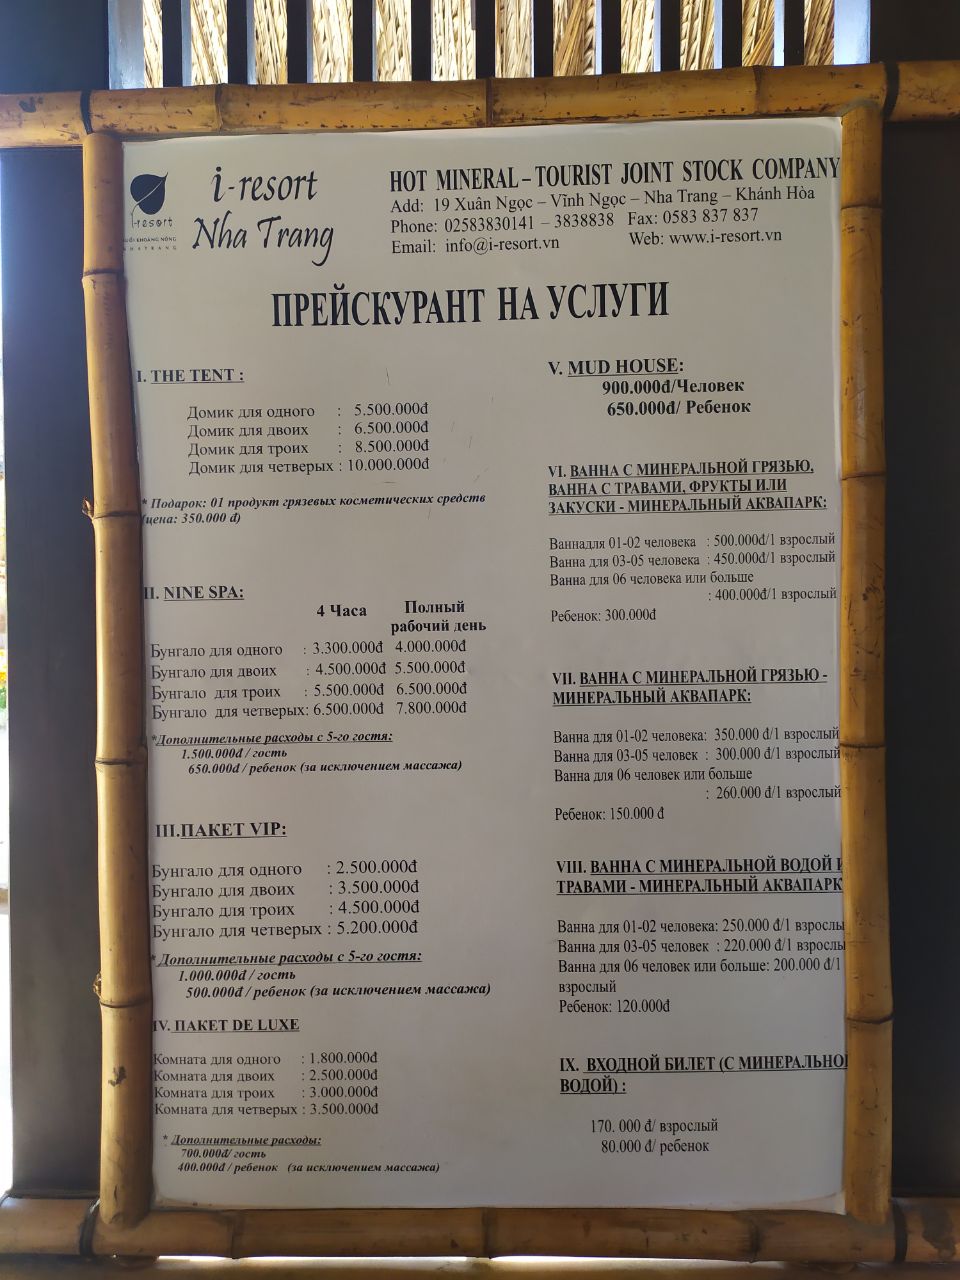 i-resort
Nha Trang
i-resort
KHOÁNG NÓNG
NHATRANG
HOT MINERAL – TOURIST JOINT STOCK COMPANY
Add: 19 Xuân Ngọc – Vĩnh Ngọc – Nha Trang – Khánh Hòa
Phone: 02583830141 – 3838838 Fax: 0583 837 837
Email: info@i-resort.vn Web: www.i-resort.vn
ПРЕЙСКУРАНТ НА УСЛУГИ
I. THE TENT :
Домик для одного : 5.500.000đ
Домик для двоих : 6.500.000đ
Домик для троих : 8.500.000đ
Домик для четверых : 10.000.000đ
* Подарок: 01 продукт грязевых косметических средств
(цена: 350.000 đ)
II. NINE SPA:
4 Часа Полный
рабочий день
Бунгало для одного : 3.300.000đ 4.000.000đ
Бунгало для двоих : 4.500.000đ 5.500.000đ
Бунгало для троих : 5.500.000đ 6.500.000đ
Бунгало для четверых: 6.500.000đ 7.800.000đ
*Дополнительные расходы с 5-го гостя:
1.500.000đ / гость
650.000đ / ребенок (за исключением массажа)
III.ПАКЕТ VIP:
Бунгало для одного : 2.500.000đ
Бунгало для двоих : 3.500.000đ
Бунгало для троих : 4.500.000đ
Бунгало для четверых : 5.200.000đ
* Дополнительные расходы с 5-го гостя:
1.000.000đ / гость
500.000đ / ребенок (за исключением массажа)
IV. ПАКЕТ DE LUXE
Комната для одного : 1.800.000đ
Комната для двоих : 2.500.000đ
Комната для троих : 3.000.000đ
Комната для четверых : 3.500.000đ
* Дополнительные расходы:
700.000đ/ гость
400.000đ / ребенок (за исключением массажа)
V. MUD HOUSE:
900.000đ/Человек
650.000đ/ Ребенок
VI. ВАННА С МИНЕРАЛЬНОЙ ГРЯЗЬЮ,
ВАННА С ТРАВАМИ, ФРУКТЫ ИЛИ
ЗАКУСКИ - МИНЕРАЛЬНЫЙ АКВАПАРК:
Ваннадля 01-02 человека : 500.000đ/1 взрослый
Ванна для 03-05 человека : 450.000đ/1 взрослый
Ванна для 06 человека или больше
: 400.000đ/1 взрослый
Ребенок: 300.000đ
VII. ВАННА С МИНЕРАЛЬНОЙ ГРЯЗЬЮ -
МИНЕРАЛЬНЫЙ АКВАПАРК:
Ванна для 01-02 человека: 350.000 đ/1 взрослый
Ванна для 03-05 человек : 300.000 đ/1 взрослый
Ванна для 06 человек или больше
: 260.000 đ/1 взрослый
Ребенок: 150.000 đ
VIII. ВАННА С МИНЕРАЛЬНОЙ ВОДОЙ И
ТРАВАМИ - МИНЕРАЛЬНЫЙ АКВАПАРК
Ванна для 01-02 человека: 250.000 đ/1 взрослы
Ванна для 03-05 человек : 220.000 đ/1 взрослы
Ванна для 06 человек или больше: 200.000 đ/1
взрослый
Ребенок: 120.000đ
IX. ВХОДНОЙ БИЛЕТ (С МИНЕРАЛЬНО
ВОДОЙ) :
170. 000 đ/ взрослый
80.000 đ/ ребенок